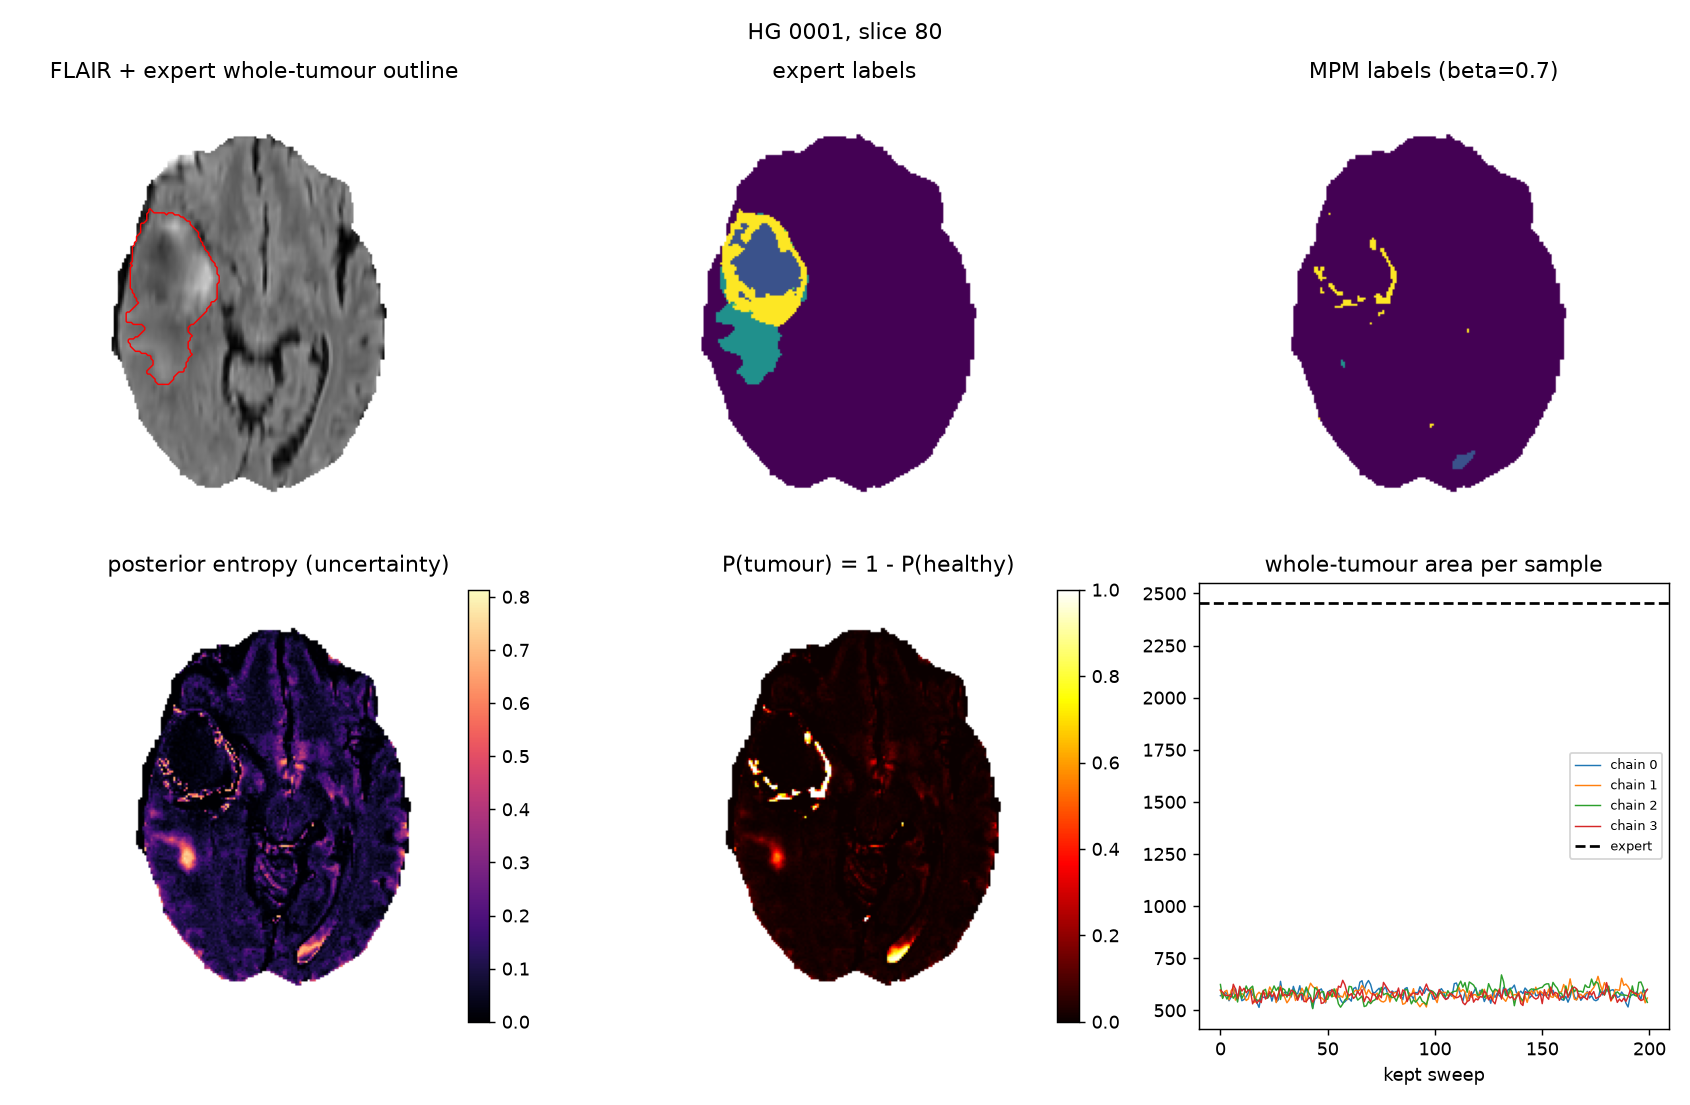 HG 0001, slice 80
FLAIR + expert whole-tumour outline
expert labels
MPM labels (beta=0.7)
posterior entropy (uncertainty)
0.8
0.7
0.6
0.5
0.4
0.3
0.2
0.1
0.0
P(tumour) = 1 - P(healthy)
1.0
0.8
0.6
0.4
0.2
0.0
whole-tumour area per sample
2500
2250
2000
1750
1500
1250
1000
750
500
chain 0
chain 1
chain 2
chain 3
expert
0
50
100
150
200
kept sweep